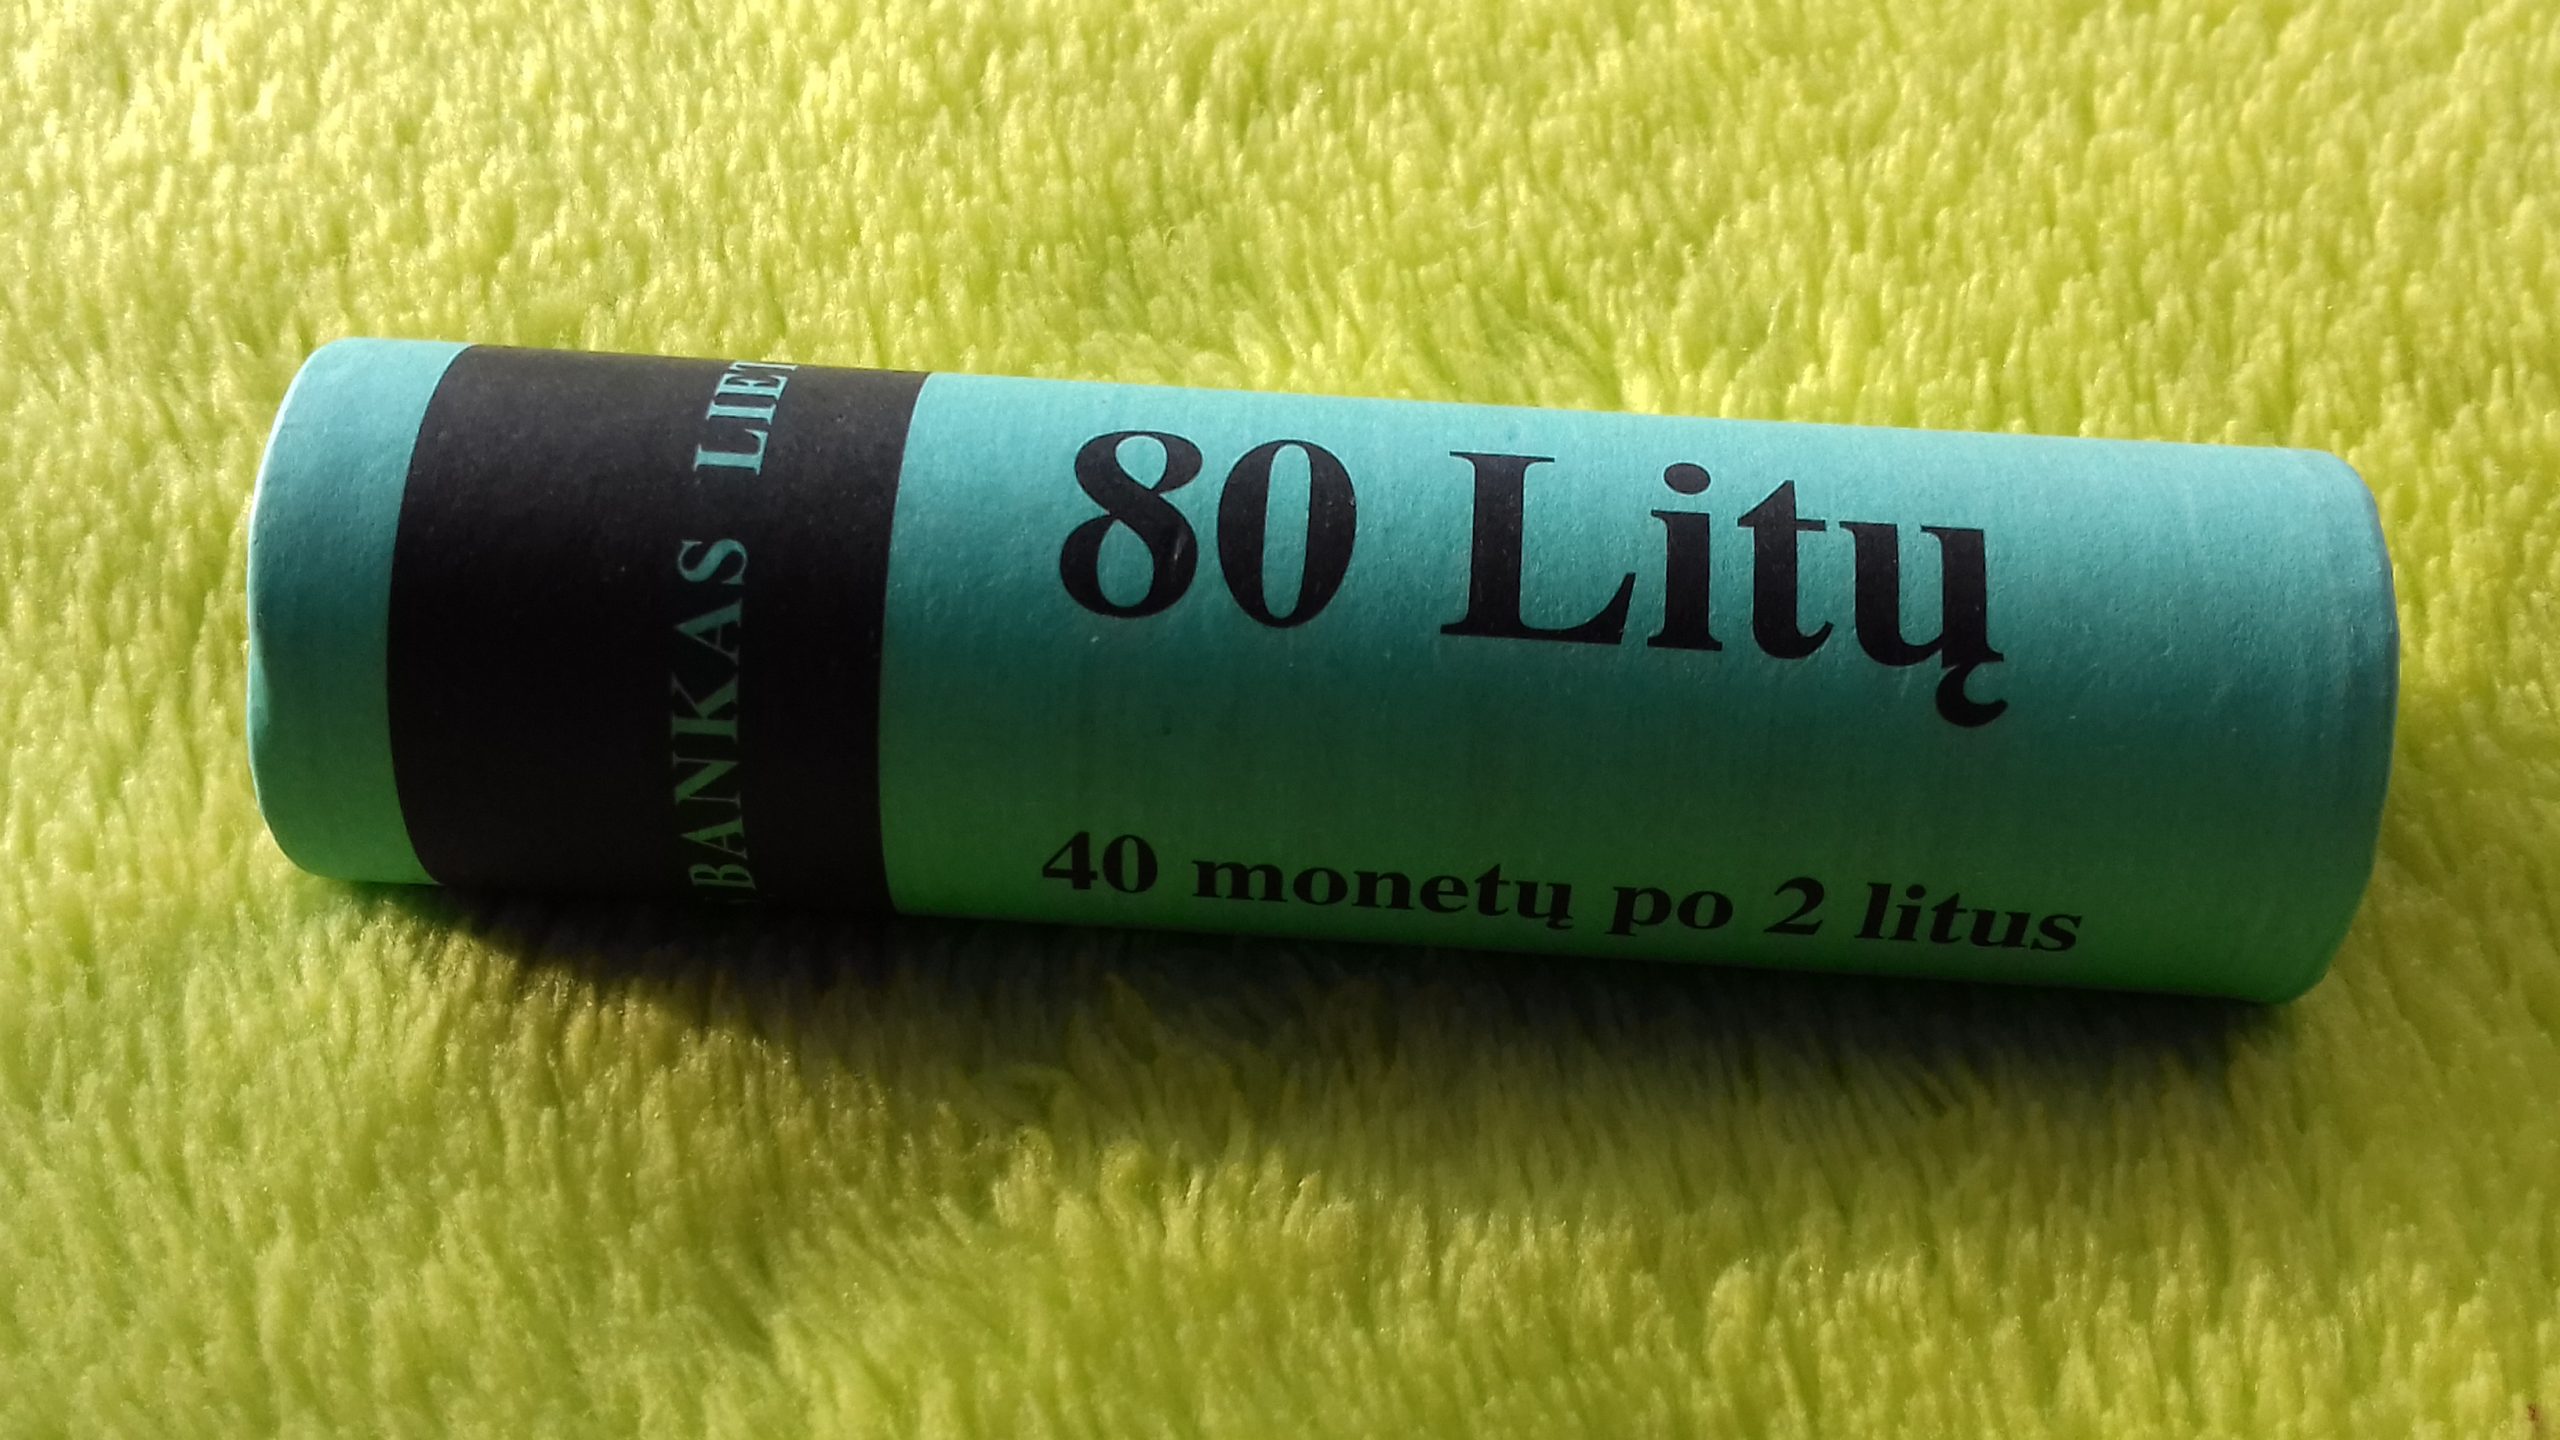 BANKAS LIET
80 Litų
40 monetų po 2 litus